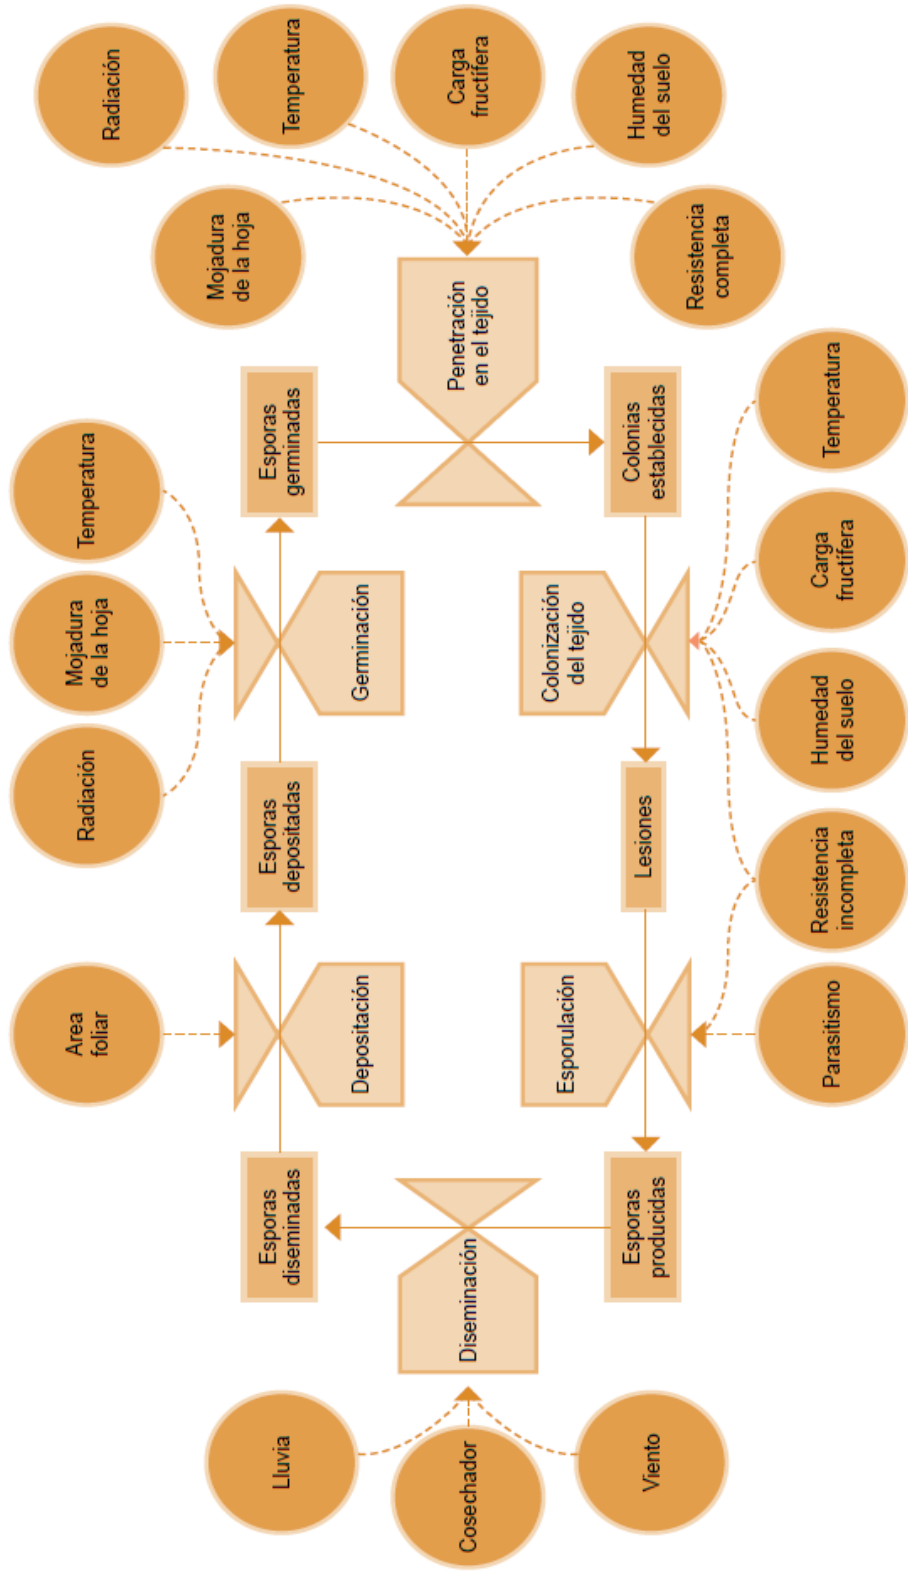 Radiación
Mojadura
de la hoja
Temperatura
Area
foliar
Mojadura
de la hoja
Radiación
Temperatura
Carga
fructífera
Humedad
del suelo
Resistencia
completa
Lluvia
Cosechador
Viento
Esporas
diseminadas
Depositación
Esporas
depositadas
Germinación
Esporas
germinadas
Penetración
en el tejido
Diseminación
Esporas
producidas
Esporulación
Lesiones
Colonización
del tejido
Colonias
establecidas
Parasitismo
Resistencia
incompleta
Humedad
del suelo
Carga
fructífera
Temperatura